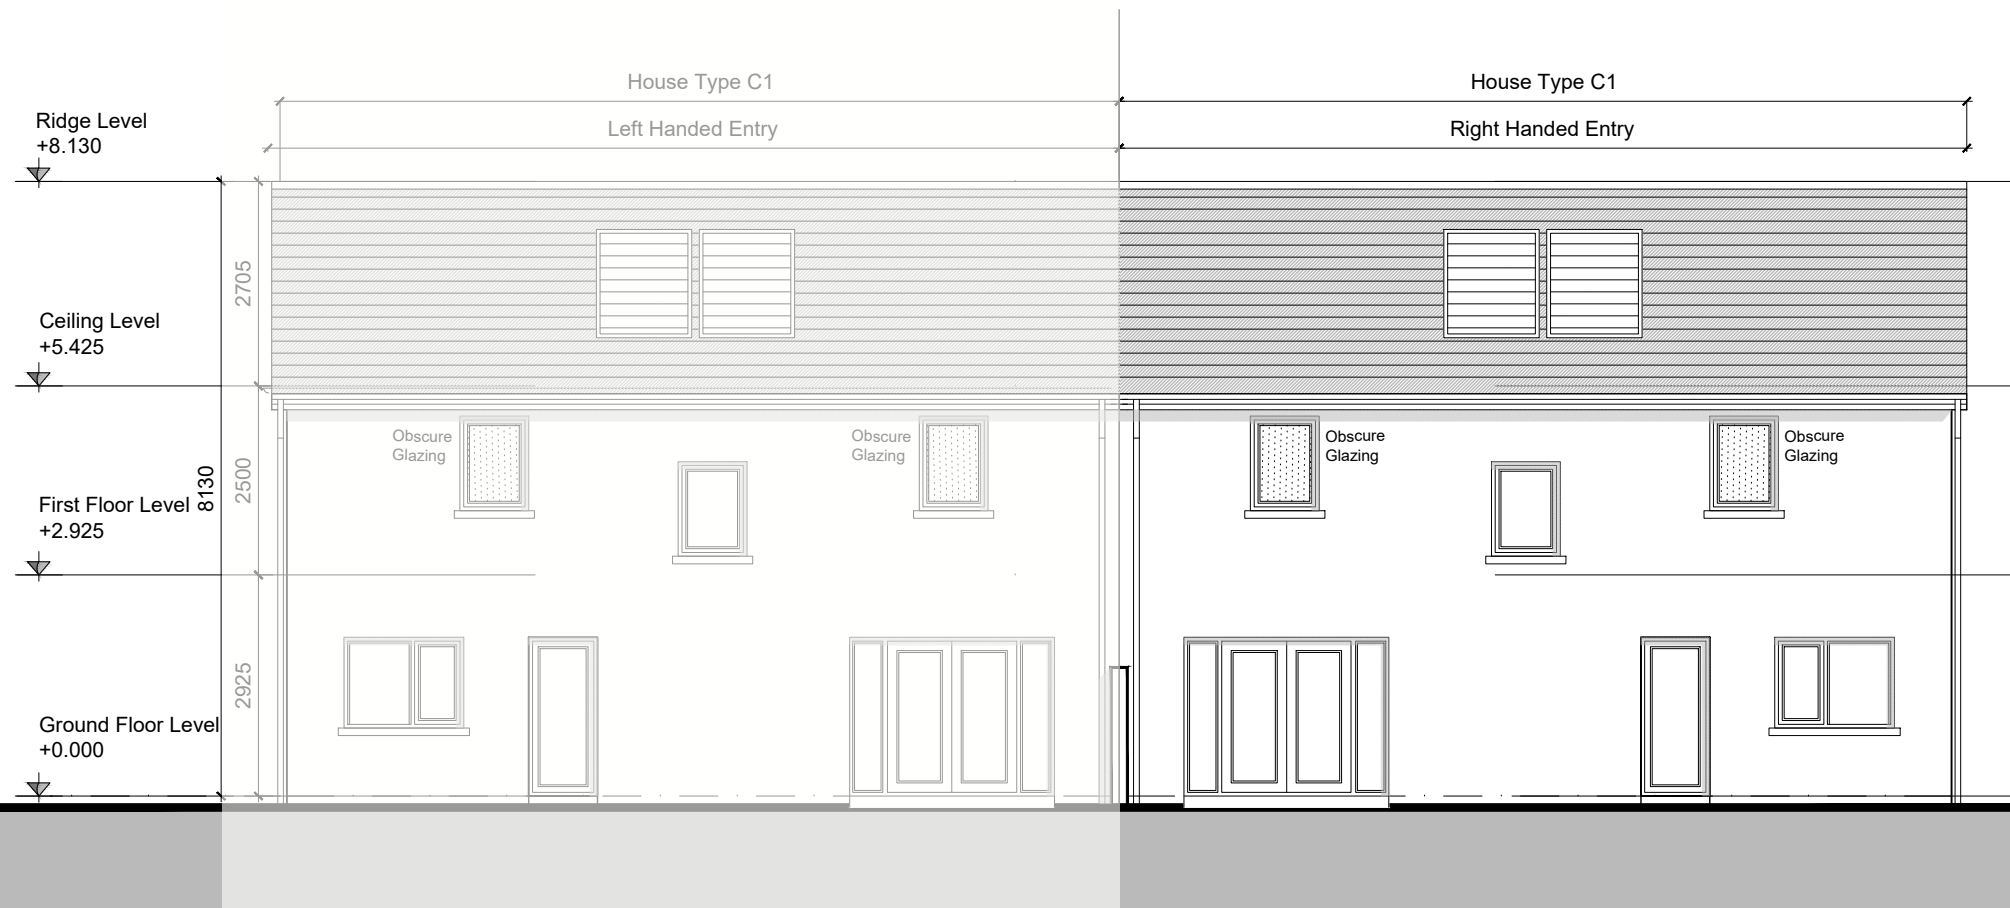 House Type C1
House Type C1
Left Handed Entry
Right Handed Entry
Ridge Level
+8.130
2705
Ceiling Level
+5.425
Obscure
Glazing
Obscure
Glazing
Obscure
Glazing
Obscure
Glazing
8130
2500
First Floor Level
+2.925
2925
Ground Floor Level
+0.000